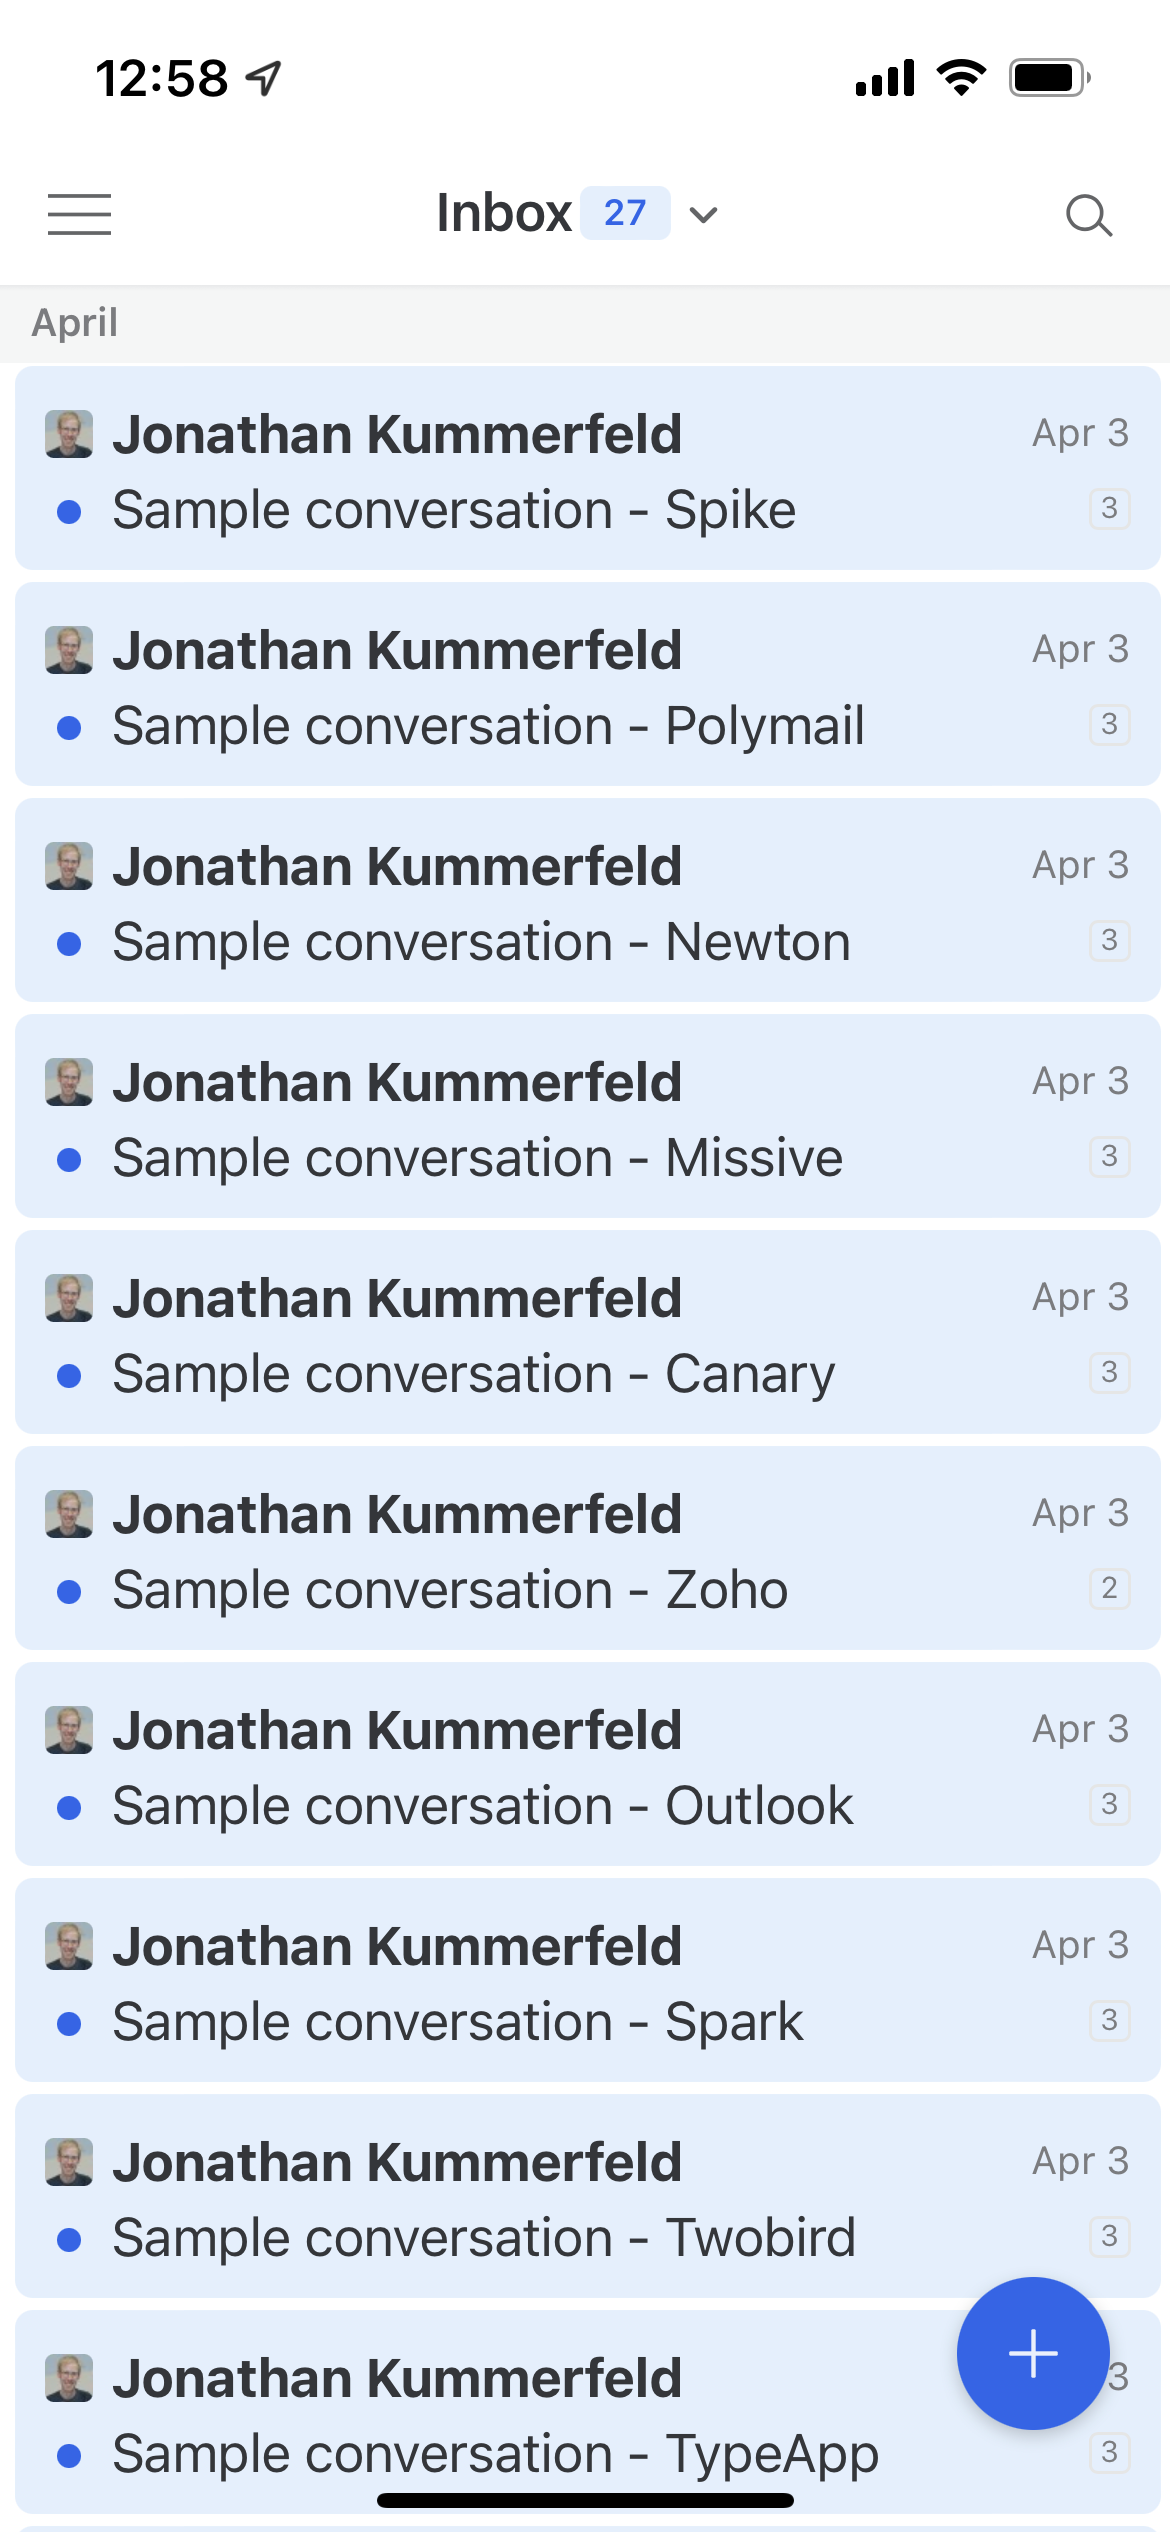 12:58
Inbox 27
April
Jonathan Kummerfeld Apr 3
Sample conversation - Spike 3
Jonathan Kummerfeld Apr 3
Sample conversation - Polymail 3
Jonathan Kummerfeld Apr 3
Sample conversation - Newton 3
Jonathan Kummerfeld Apr 3
Sample conversation - Missive 3
Jonathan Kummerfeld Apr 3
Sample conversation - Canary 3
Jonathan Kummerfeld Apr 3
Sample conversation - Zoho 2
Jonathan Kummerfeld Apr 3
Sample conversation - Outlook 3
Jonathan Kummerfeld Apr 3
Sample conversation - Spark 3
Jonathan Kummerfeld Apr 3
Sample conversation - Twobird 3
Jonathan Kummerfeld 3
Sample conversation - TypeApp 3